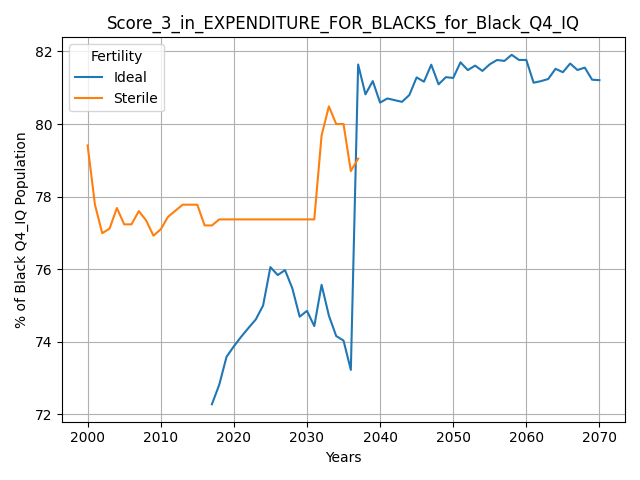 Score_3_in_EXPENDITURE_FOR_BLACKS_for_Black_Q4_IQ
Fertility
Ideal
Sterile
% of Black Q4_IQ Population
82
80
78
76
74
72
2000
2010
2020
2030
2040
2050
2060
2070
Years